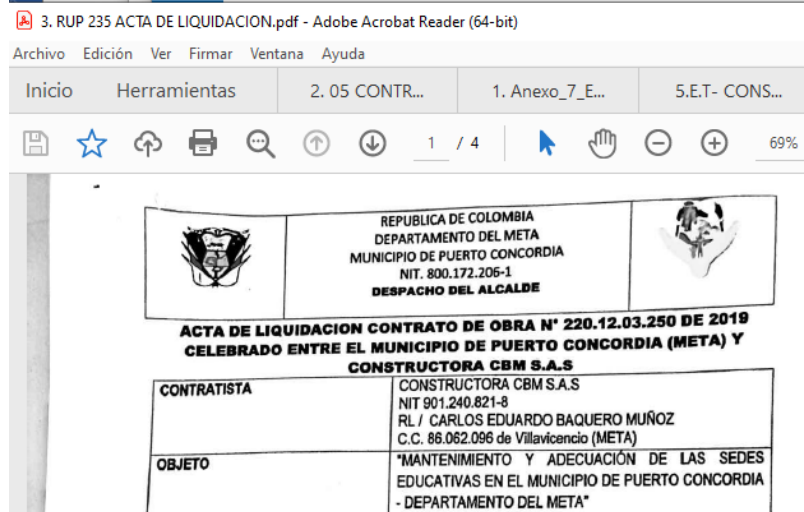 3. RUP 235 ACTA DE LIQUIDACION.pdf - Adobe Acrobat Reader (64-bit)
Archivo Edición Ver Firmar Ventana Ayuda
Inicio Herramientas 2. 05 CONTR... 1. Anexo_7_E... 5.E.T- CONS...
1 / 4 69%
REPUBLICA DE COLOMBIA
DEPARTAMENTO DEL META
MUNICIPIO DE PUERTO CONCORDIA
NIT. 800.172.206-1
DESPACHO DEL ALCALDE
ACTA DE LIQUIDACION CONTRATO DE OBRA N° 220.12.03.250 DE 2019
CELEBRADO ENTRE EL MUNICIPIO DE PUERTO CONCORDIA (META) Y
CONSTRUCTORA CBM S.A.S
CONTRATISTA
CONSTRUCTORA CBM S.A.S
NIT 901.240.821-8
RL / CARLOS EDUARDO BAQUERO MUÑOZ
C.C. 86.062.096 de Villavicencio (META)
OBJETO
"MANTENIMIENTO Y ADECUACIÓN DE LAS SEDES
EDUCATIVAS EN EL MUNICIPIO DE PUERTO CONCORDIA
- DEPARTAMENTO DEL META"